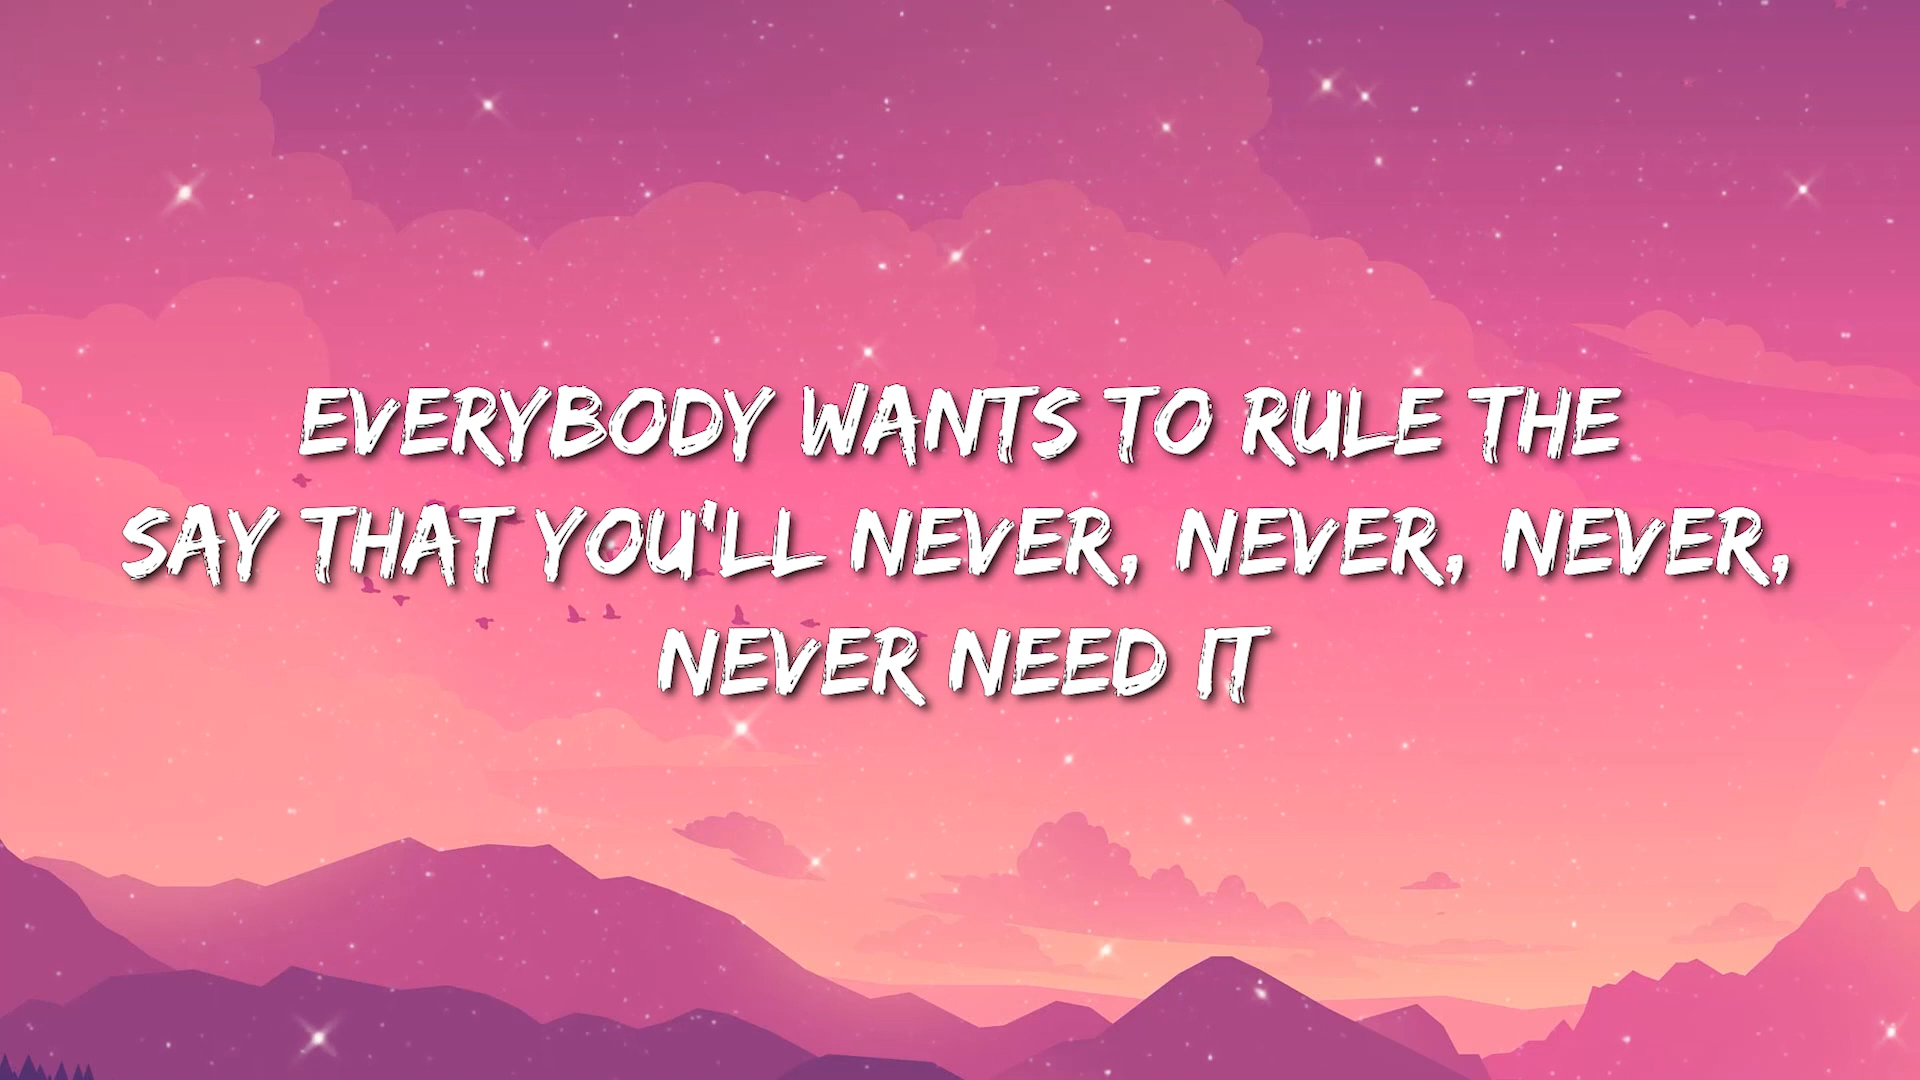 EVERYBODY WANTS TO RULE THE
SAY THAT YOU'LL NEVER, NEVER, NEVER,
NEVER NEED IT